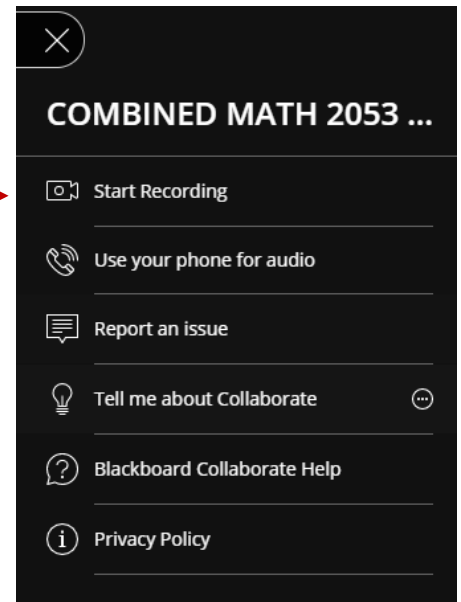 COMBINED MATH 2053 ...
Start Recording
Use your phone for audio
Report an issue
Tell me about Collaborate
Blackboard Collaborate Help
Privacy Policy